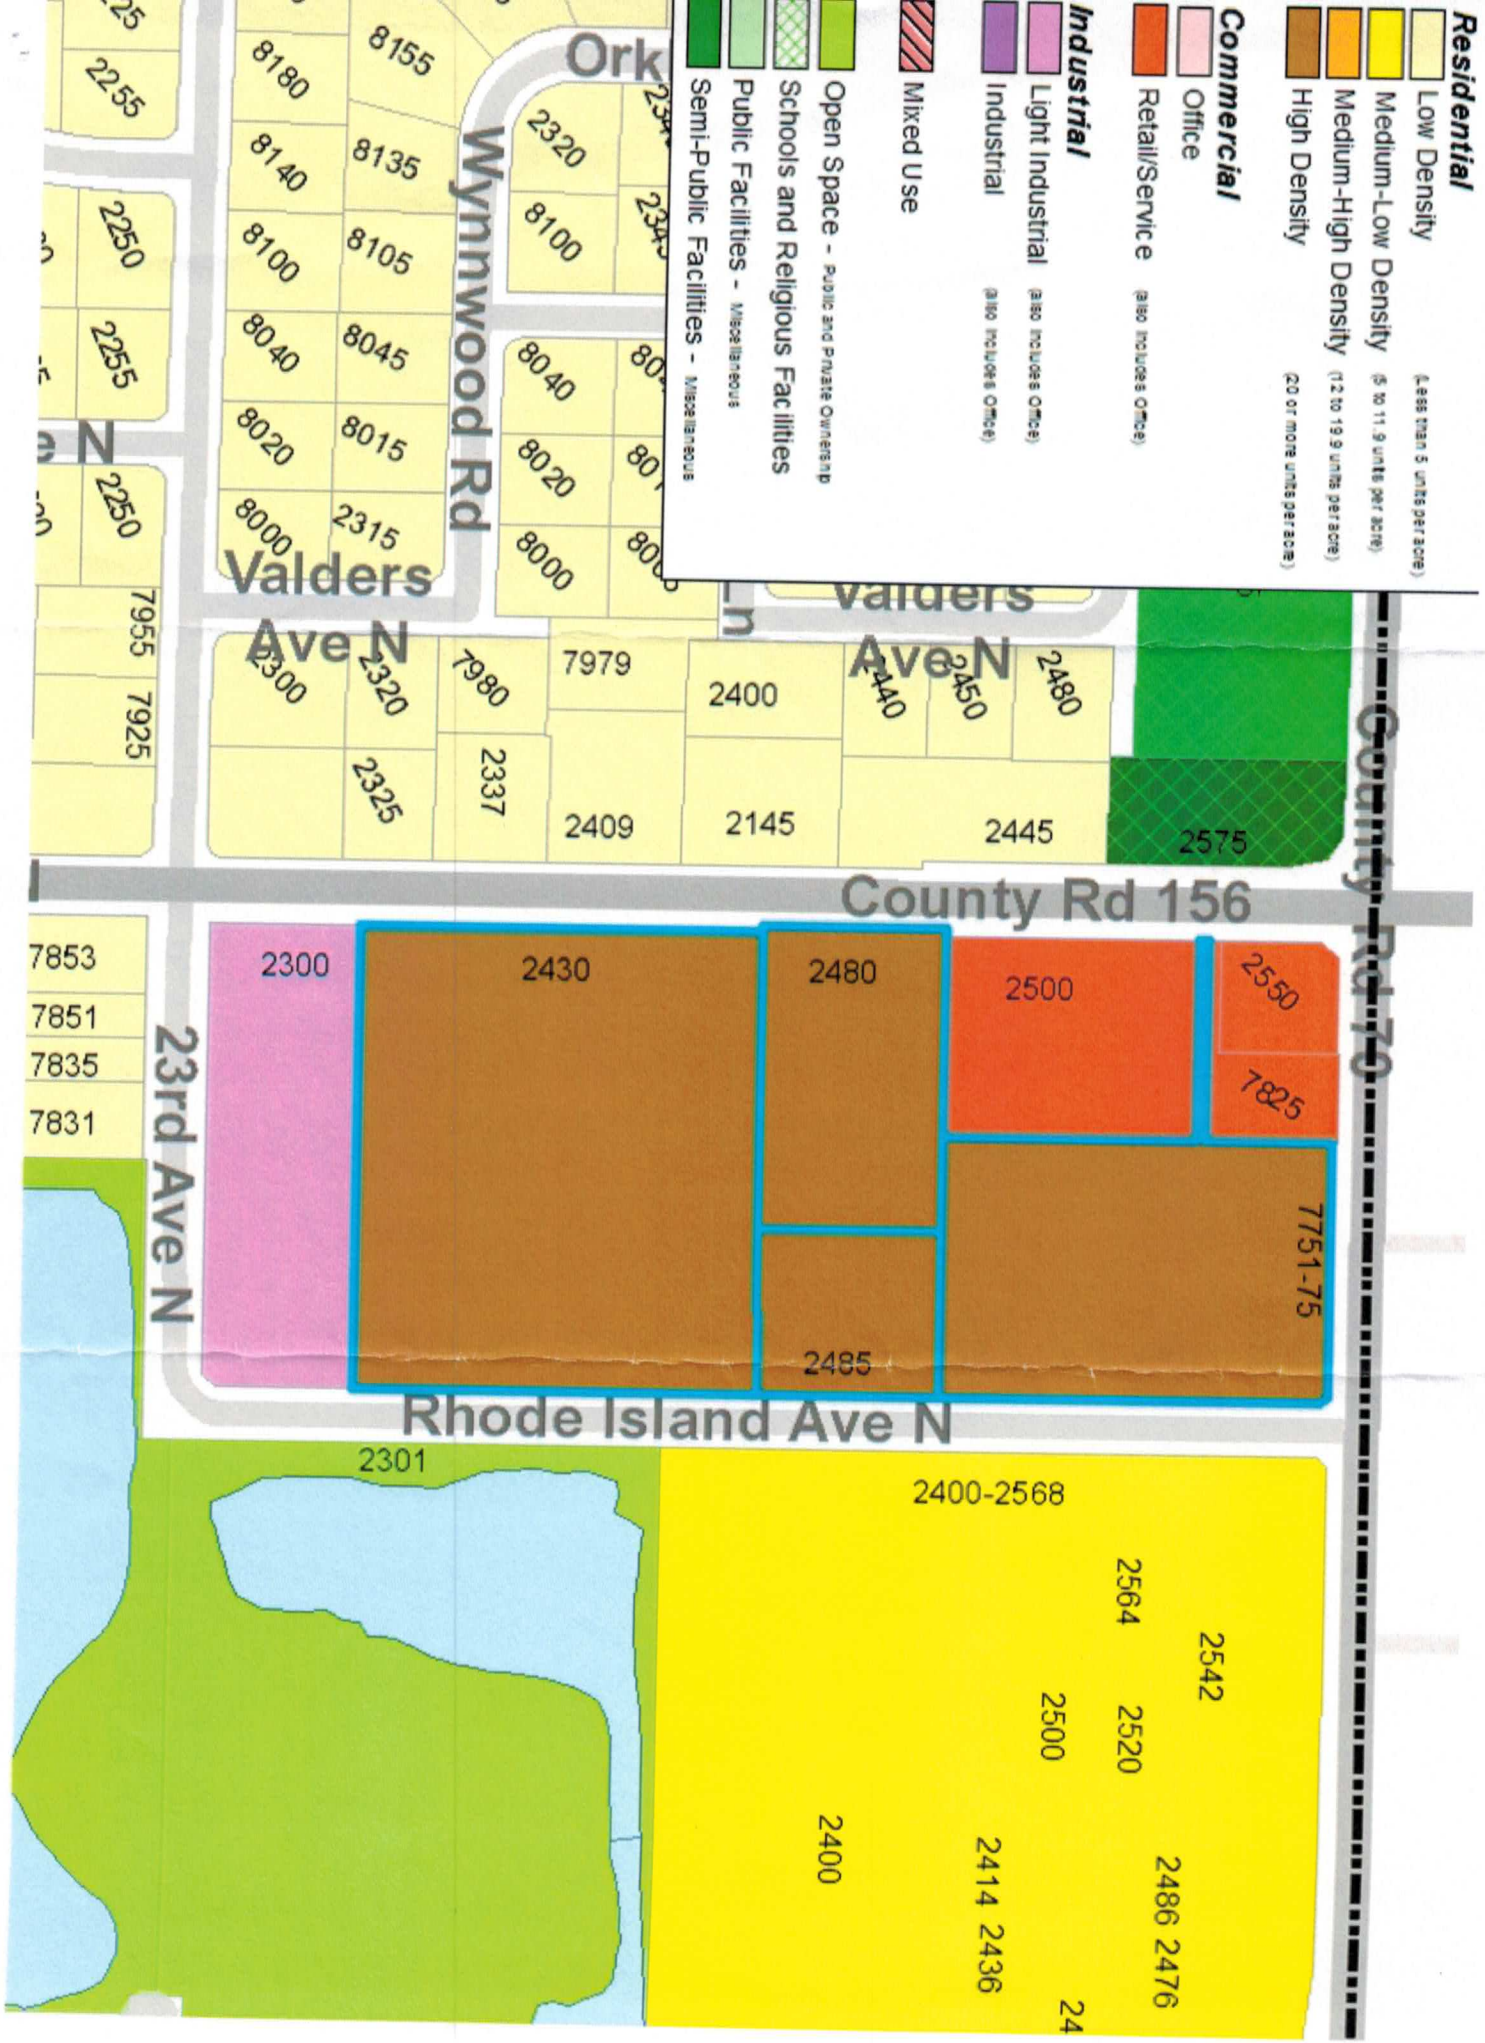 Residential
Low Density (Less than 5 units per acre)
Medium-Low Density (5 to 11.9 units per acre)
Medium-High Density (12 to 19.9 units per acre)
High Density (20 or more units per acre)
Commercial
Office
Retail/Service (also includes Office)
Industrial
Light Industrial (also includes Office)
Industrial (also includes Office)
Mixed Use
Open Space - Public and Private Ownership
Schools and Religious Facilities
Public Facilities - Miscellaneous
Semi-Public Facilities - Miscellaneous
2255
8180
8155
Ork
2320
8140
8135
Wynnwood Rd
2250
8100
8105
8100
2255
8040
8045
8040
8020
8015
8020
N
2250
8000
2315
8000
Valders
Ave N
Ln
Valders
Ave N
7955
7925
2300
2320
7980
7979
2400
2440
2450
2480
2325
2337
2409
2145
2445
2575
County Rd 156
County Rd 70
7853
7851
7835
7831
23rd Ave N
2300
2430
2480
2500
2550
7825
7751-75
2485
Rhode Island Ave N
2301
2400-2568
2564
2542
2500
2520
2400
2414 2436
2486 2476
24